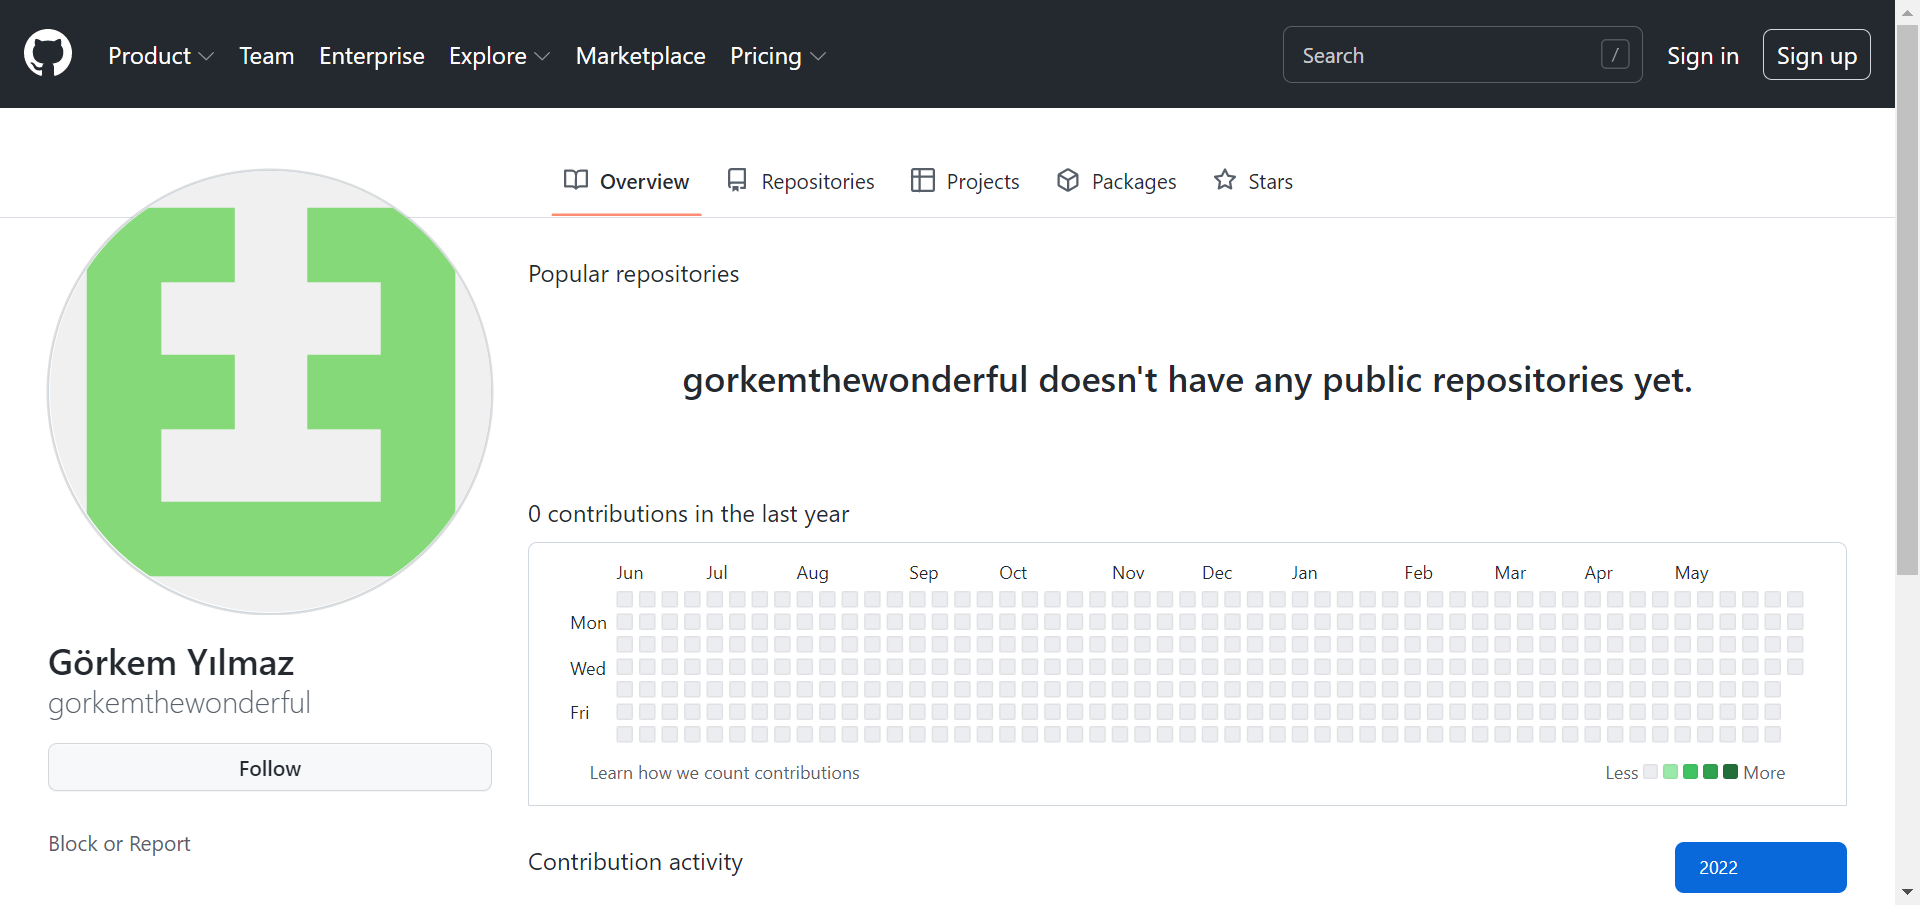 Product Team Enterprise Explore Marketplace Pricing Search / Sign in Sign up
Overview Repositories Projects Packages Stars
Popular repositories
gorkemthewonderful doesn't have any public repositories yet.
0 contributions in the last year
Jun Jul Aug Sep Oct Nov Dec Jan Feb Mar Apr May
Mon
Wed
Fri
Learn how we count contributions Less More
Görkem Yılmaz
gorkemthewonderful
Follow
Block or Report
Contribution activity
2022